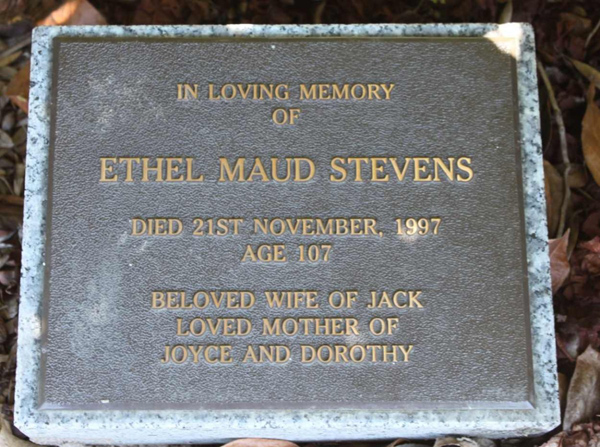 IN LOVING MEMORY
OF
ETHEL MAUD STEVENS
DIED 21ST NOVEMBER, 1997
AGE 107
BELOVED WIFE OF JACK
LOVED MOTHER OF
JOYCE AND DOROTHY